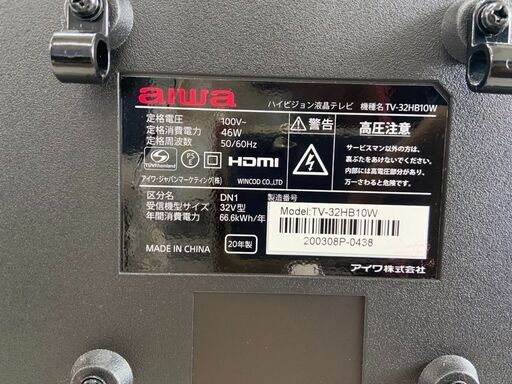 aiwa
ハイビジョン液晶テレビ 機種名 TV-32HB10W
定格電圧 100V~
定格消費電力 46W
定格周波数 50/60Hz
警告
高圧注意
サービスマン以外の方は、
裏ぶたをあけないでください。
内部には高電圧部分があり、
万一さわると危険です。
TÜVRheinland
PS
E
HDMI
アイワ・ジャパンマーケティング(株) WINCOD CO.,LTD
区分名 DN1
受信機型サイズ 32V型
年間消費電力 66.6kWh/年
製造番号
Model:TV-32HB10W
200308P-0438
MADE IN CHINA
20年製
アイワ株式会社